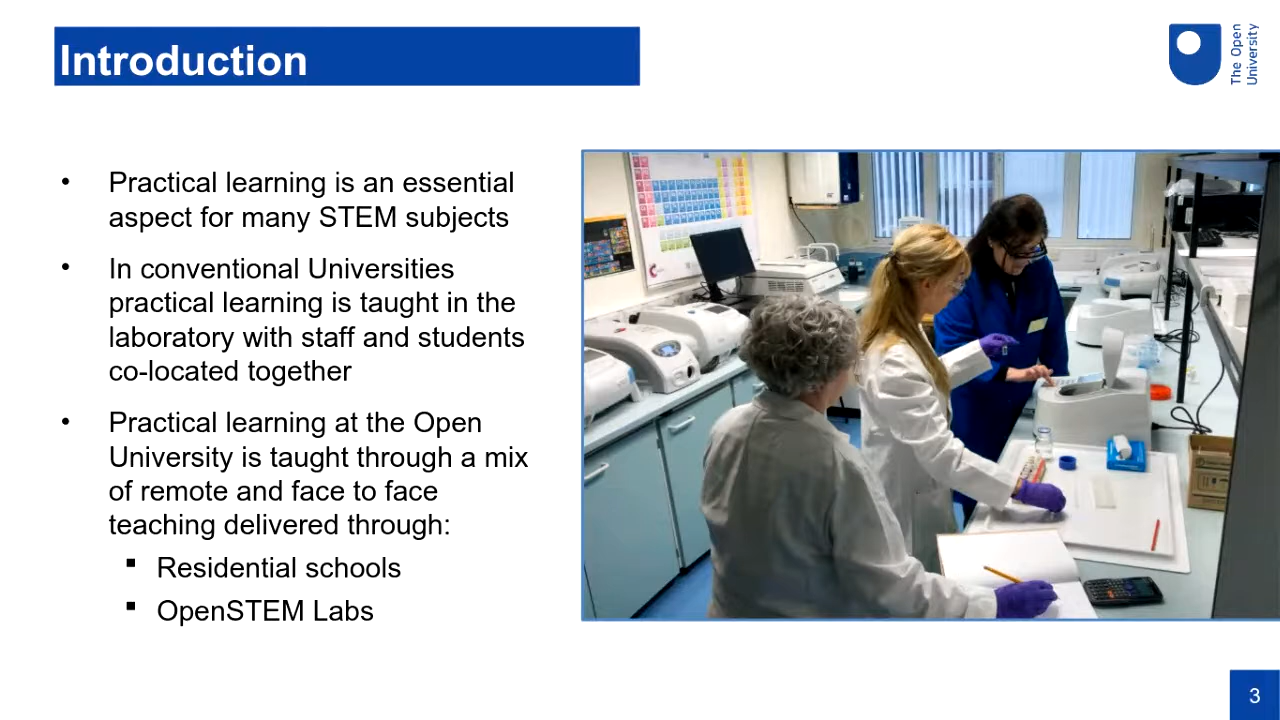 Introduction
The Open
University
• Practical learning is an essential
aspect for many STEM subjects
• In conventional Universities
practical learning is taught in the
laboratory with staff and students
co-located together
• Practical learning at the Open
University is taught through a mix
of remote and face to face
teaching delivered through:
▪ Residential schools
▪ OpenSTEM Labs
3